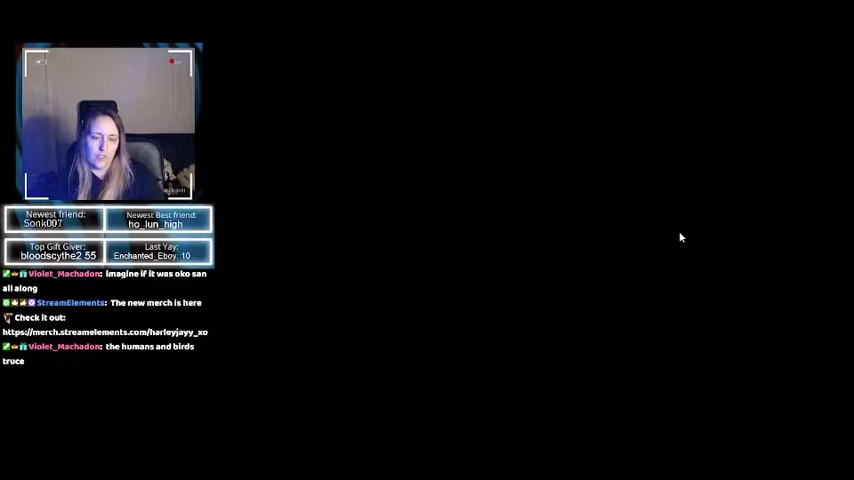 Newest friend:
Sonk007
Newest Best friend:
ho_lun_high
Top Gift Giver:
bloodscythe2 55
Last Yay:
Enchanted_Eboy: 10
Violet_Machadon: imagine if it was oko san
all along
StreamElements: The new merch is here
Check it out:
https://merch.streamelements.com/harleyjayy_xo
Violet_Machadon: the humans and birds
truce